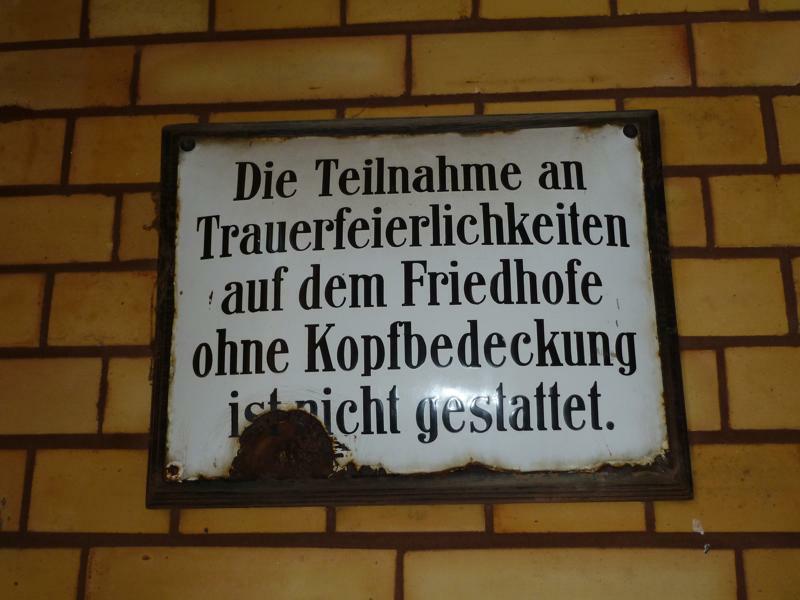 Die Teilnahme an
Trauerfeierlichkeiten
auf dem Friedhofe
ohne Kopfbedeckung
ist nicht gestattet.